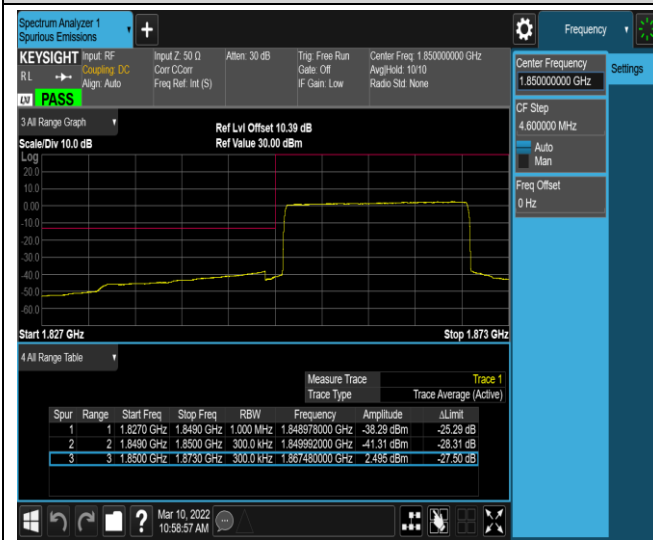 Spectrum Analyzer 1
Spurious Emissions
Frequency
KEYSIGHT
RL
Input: RF
Coupling: DC
Align: Auto
Input Z: 50 Ω
Corr CCorr
Freq Ref: Int (S)
Atten: 30 dB
Trig: Free Run
Gate: Off
IF Gain: Low
Center Freq: 1.850000000 GHz
Avg|Hold: 10/10
Radio Std: None
LXI
PASS
3 All Range Graph
Scale/Div 10.0 dB
Ref Lvl Offset 10.39 dB
Ref Value 30.00 dBm
Log
20.0
10.0
0.00
-10.0
-20.0
-30.0
-40.0
-50.0
-60.0
Start 1.827 GHz
Stop 1.873 GHz
4 All Range Table
Measure Trace Trace 1
Trace Type Trace Average (Active)
Spur Range Start Freq Stop Freq RBW Frequency Amplitude ΔLimit
1 1 1.8270 GHz 1.8490 GHz 1.000 MHz 1.848978000 GHz -38.29 dBm -25.29 dB
2 2 1.8490 GHz 1.8500 GHz 300.0 kHz 1.849992000 GHz -41.31 dBm -28.31 dB
3 3 1.8500 GHz 1.8730 GHz 300.0 kHz 1.867480000 GHz 2.495 dBm -27.50 dB
Mar 10, 2022
10:58:57 AM
Center Frequency
1.850000000 GHz
Settings
CF Step
4.600000 MHz
Auto
Man
Freq Offset
0 Hz